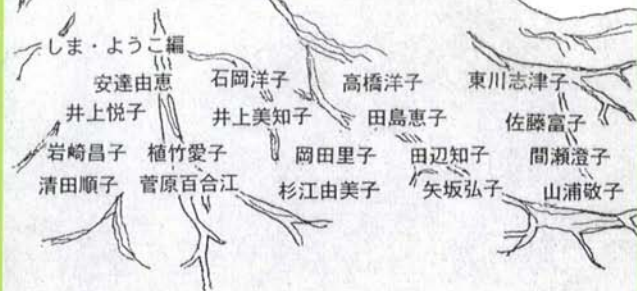 しま・ようこ編
安達由恵 石岡洋子 高橋洋子 東川志津子
井上悦子 井上美知子 田島恵子 佐藤富子
岩崎昌子 植竹愛子 岡田里子 田辺知子 間瀬澄子
清田順子 菅原百合江 杉江由美子 矢坂弘子 山浦敬子